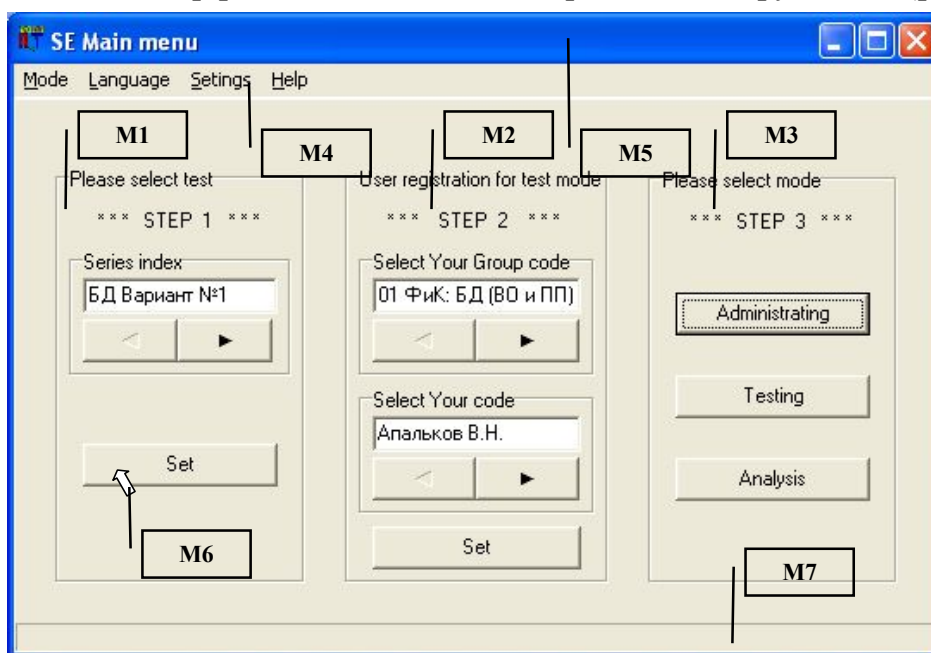 SE Main menu
Mode Language Setings Help
M1 M4 M2 M5 M3
Please select test
*** STEP 1 ***
Series index
БД Вариант №1
Set
M6
User registration for test mode
*** STEP 2 ***
Select Your Group code
01 ФиК: БД (ВО и ПП)
Select Your code
Апальков В.Н.
Set
Please select mode
*** STEP 3 ***
Administrating
Testing
Analysis
M7